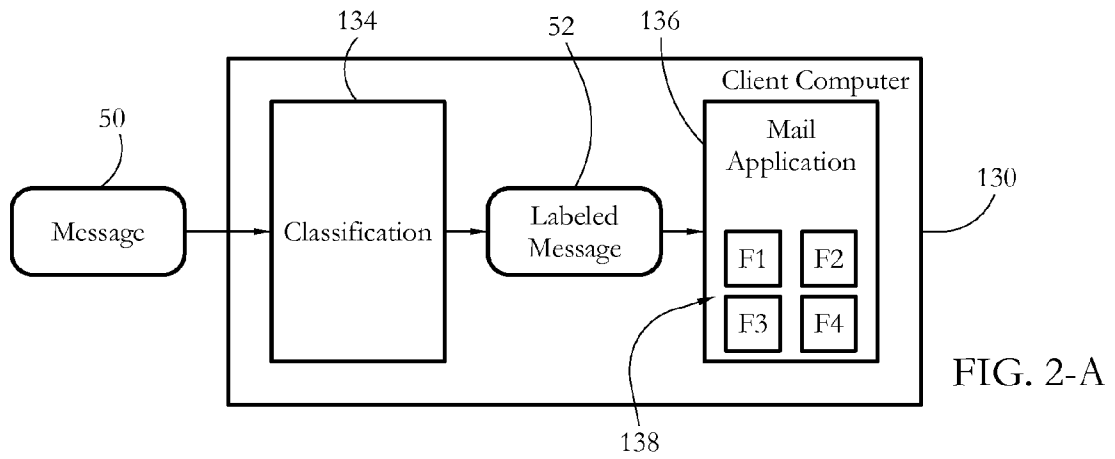 134
52
136
Client Computer
50
Mail
Application
130
Message
Classification
Labeled
Message
F1 F2
F3 F4
FIG. 2-A
138